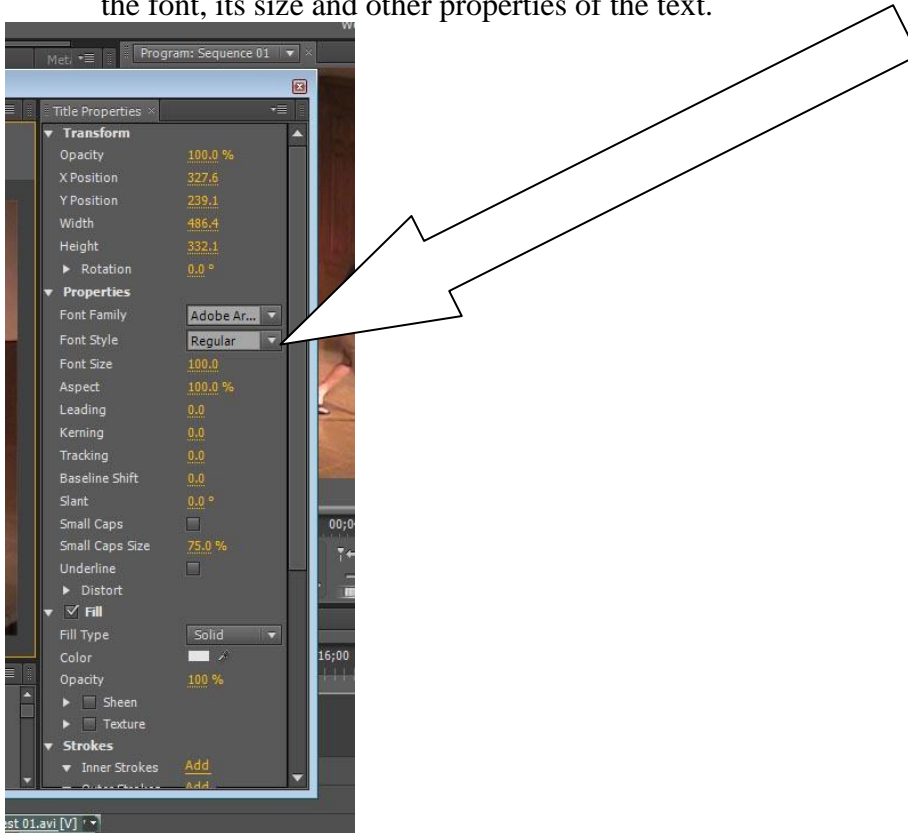 the font, its size and other properties of the text.
Program: Sequence 01
Title Properties
Transform
Opacity 100.0 %
X Position 327.6
Y Position 239.1
Width 486.4
Height 332.1
Rotation 0.0 °
Properties
Font Family Adobe Ar...
Font Style Regular
Font Size 100.0
Aspect 100.0 %
Leading 0.0
Kerning 0.0
Tracking 0.0
Baseline Shift 0.0
Slant 0.0 °
Small Caps
Small Caps Size 75.0 %
Underline
Distort
Fill
Fill Type Solid
Color
Opacity 100 %
Sheen
Texture
Strokes
Inner Strokes Add
16;00
01.avi [V]